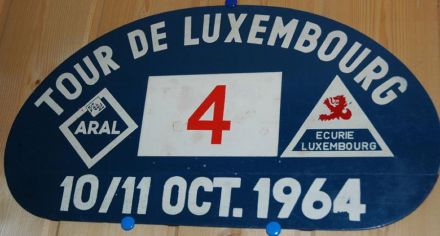 TOUR DE LUXEMBOURG
ARAL
4
ECURIE
LUXEMBOURG
10/11 OCT. 1964